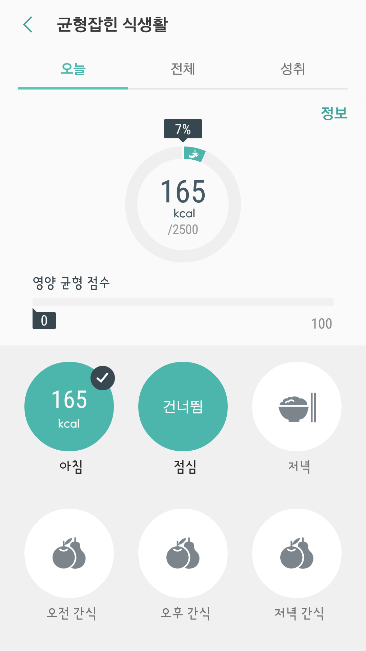 균형잡힌 식생활
오늘 전체 성취
정보
7%
165
kcal
/2500
영양 균형 점수
0 100
165
kcal
건너뜀
아침 점심 저녁
오전 간식 오후 간식 저녁 간식